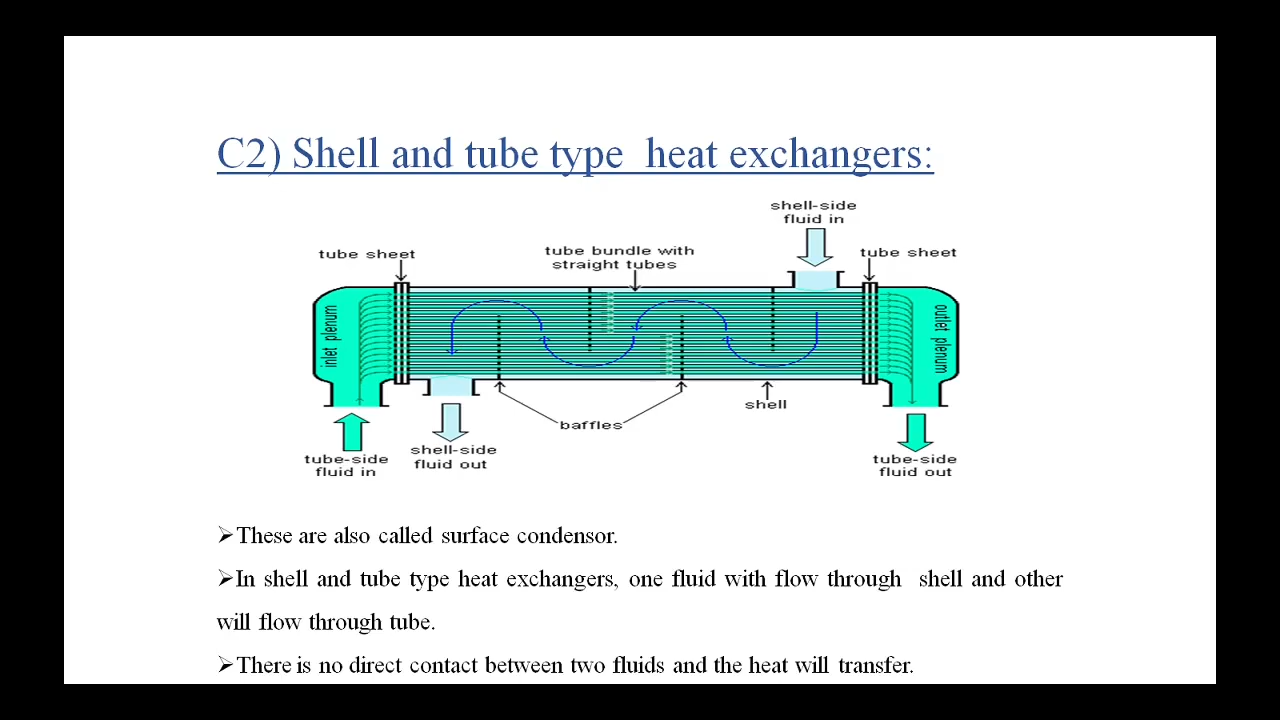 C2) Shell and tube type heat exchangers:
shell-side
fluid in
tube sheet
tube bundle with
straight tubes
tube sheet
inlet plenum
outlet plenum
shell
baffles
tube-side
fluid in
shell-side
fluid out
tube-side
fluid out
➢These are also called surface condensor.
➢In shell and tube type heat exchangers, one fluid with flow through shell and other
will flow through tube.
➢There is no direct contact between two fluids and the heat will transfer.